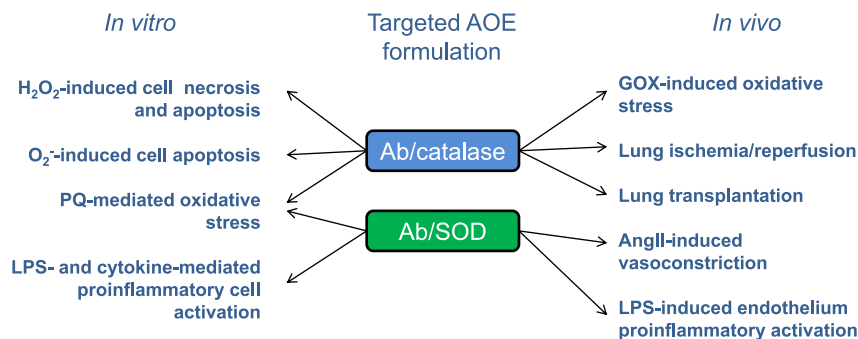 In vitro
Targeted AOE
formulation
In vivo
H₂O₂-induced cell necrosis
and apoptosis
O₂⁻-induced cell apoptosis
PQ-mediated oxidative
stress
LPS- and cytokine-mediated
proinflammatory cell
activation
Ab/catalase
Ab/SOD
GOX-induced oxidative
stress
Lung ischemia/reperfusion
Lung transplantation
AngII-induced
vasoconstriction
LPS-induced endothelium
proinflammatory activation